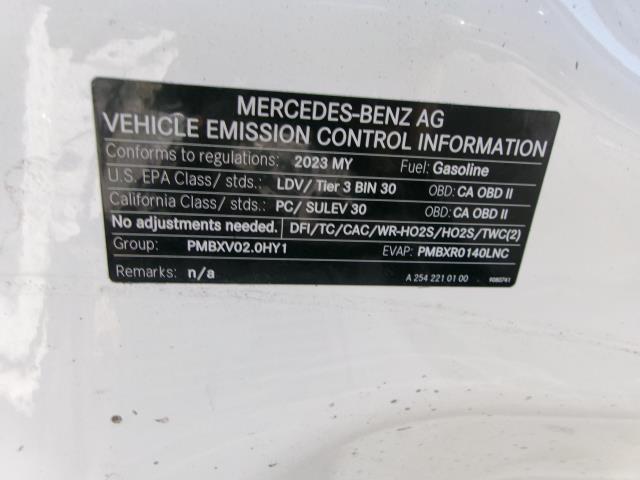 MERCEDES-BENZ AG
VEHICLE EMISSION CONTROL INFORMATION
Conforms to regulations: 2023 MY Fuel: Gasoline
U.S. EPA Class/ stds.: LDV/ Tier 3 BIN 30 OBD: CA OBD II
California Class/ stds.: PC/ SULEV 30 OBD: CA OBD II
No adjustments needed. DFI/TC/CAC/WR-HO2S/HO2S/TWC(2)
Group: PMBXV02.0HY1 EVAP: PMBXR0140LNC
Remarks: n/a A 254 221 01 00